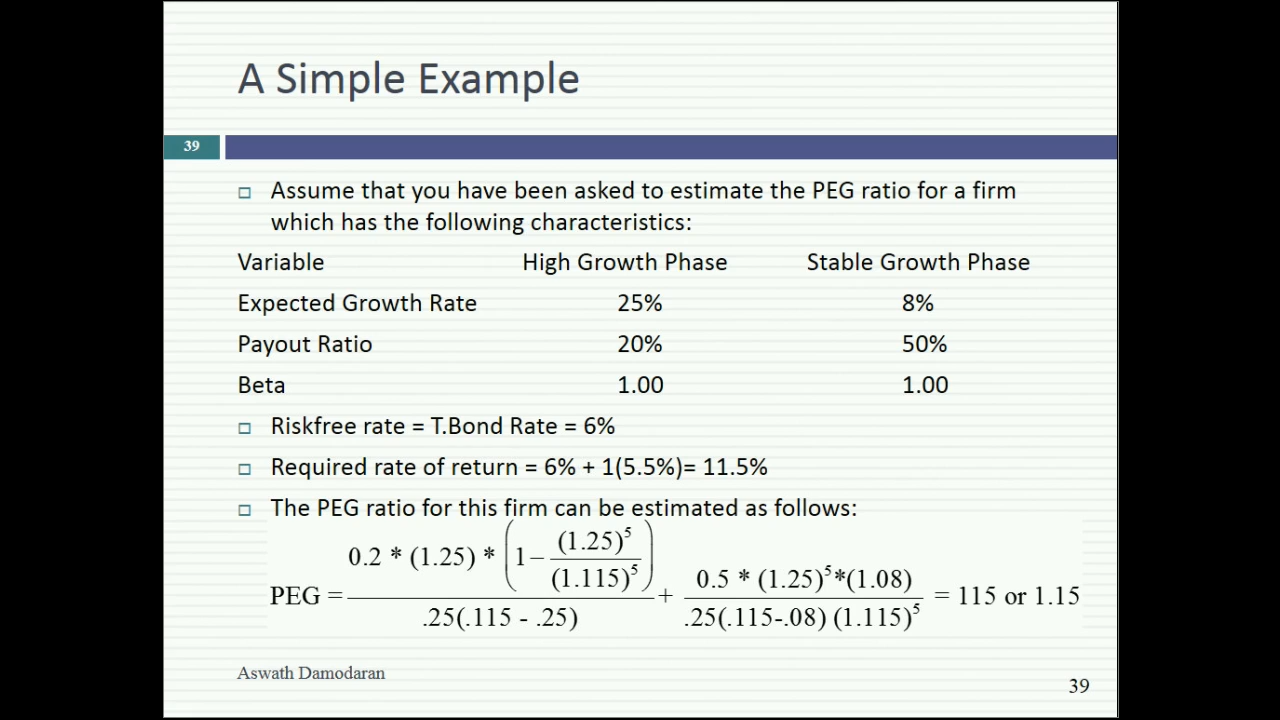 A Simple Example
39
Assume that you have been asked to estimate the PEG ratio for a firm
which has the following characteristics:
Variable High Growth Phase Stable Growth Phase
Expected Growth Rate 25% 8%
Payout Ratio 20% 50%
Beta 1.00 1.00
Riskfree rate = T.Bond Rate = 6%
Required rate of return = 6% + 1(5.5%)= 11.5%
The PEG ratio for this firm can be estimated as follows:
PEG = \frac{0.2 * (1.25) * \left(1 - \frac{(1.25)^5}{(1.115)^5}\right)}{.25(.115 - .25)} + \frac{0.5 * (1.25)^5*(1.08)}{.25(.115-.08) (1.115)^5} = 115 or 1.15
Aswath Damodaran
39